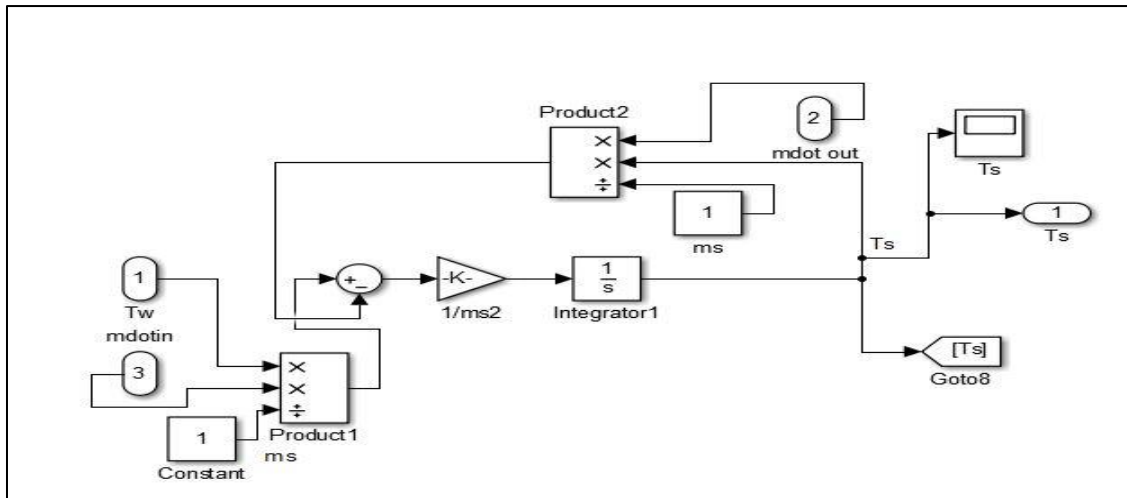 Product2
×
×
÷
2
mdot out
1
ms
Ts
1
Ts
Ts
1
Tw
+
−
-K-
1/ms2
1
s
Integrator1
mdotin
3
×
×
÷
Product1
ms
1
Constant
[Ts]
Goto8